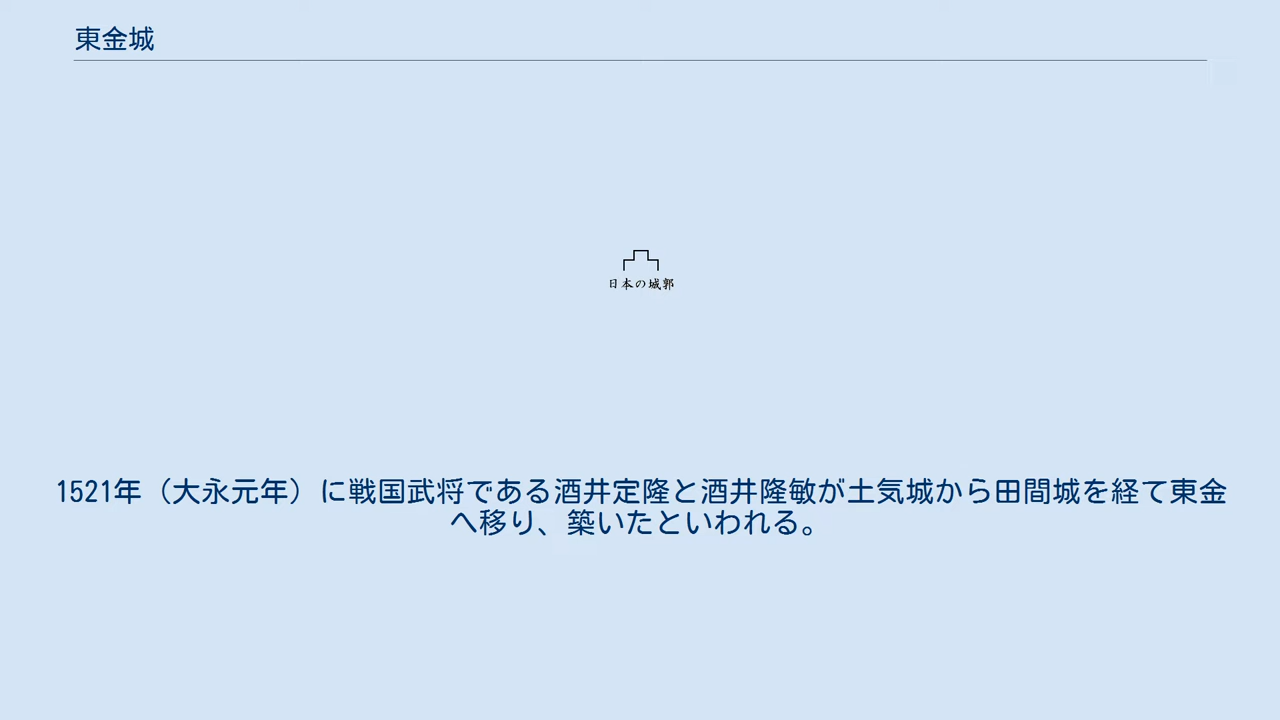 東金城
日本の城郭
1521年（大永元年）に戦国武将である酒井定隆と酒井隆敏が土気城から田間城を経て東金
へ移り、築いたといわれる。